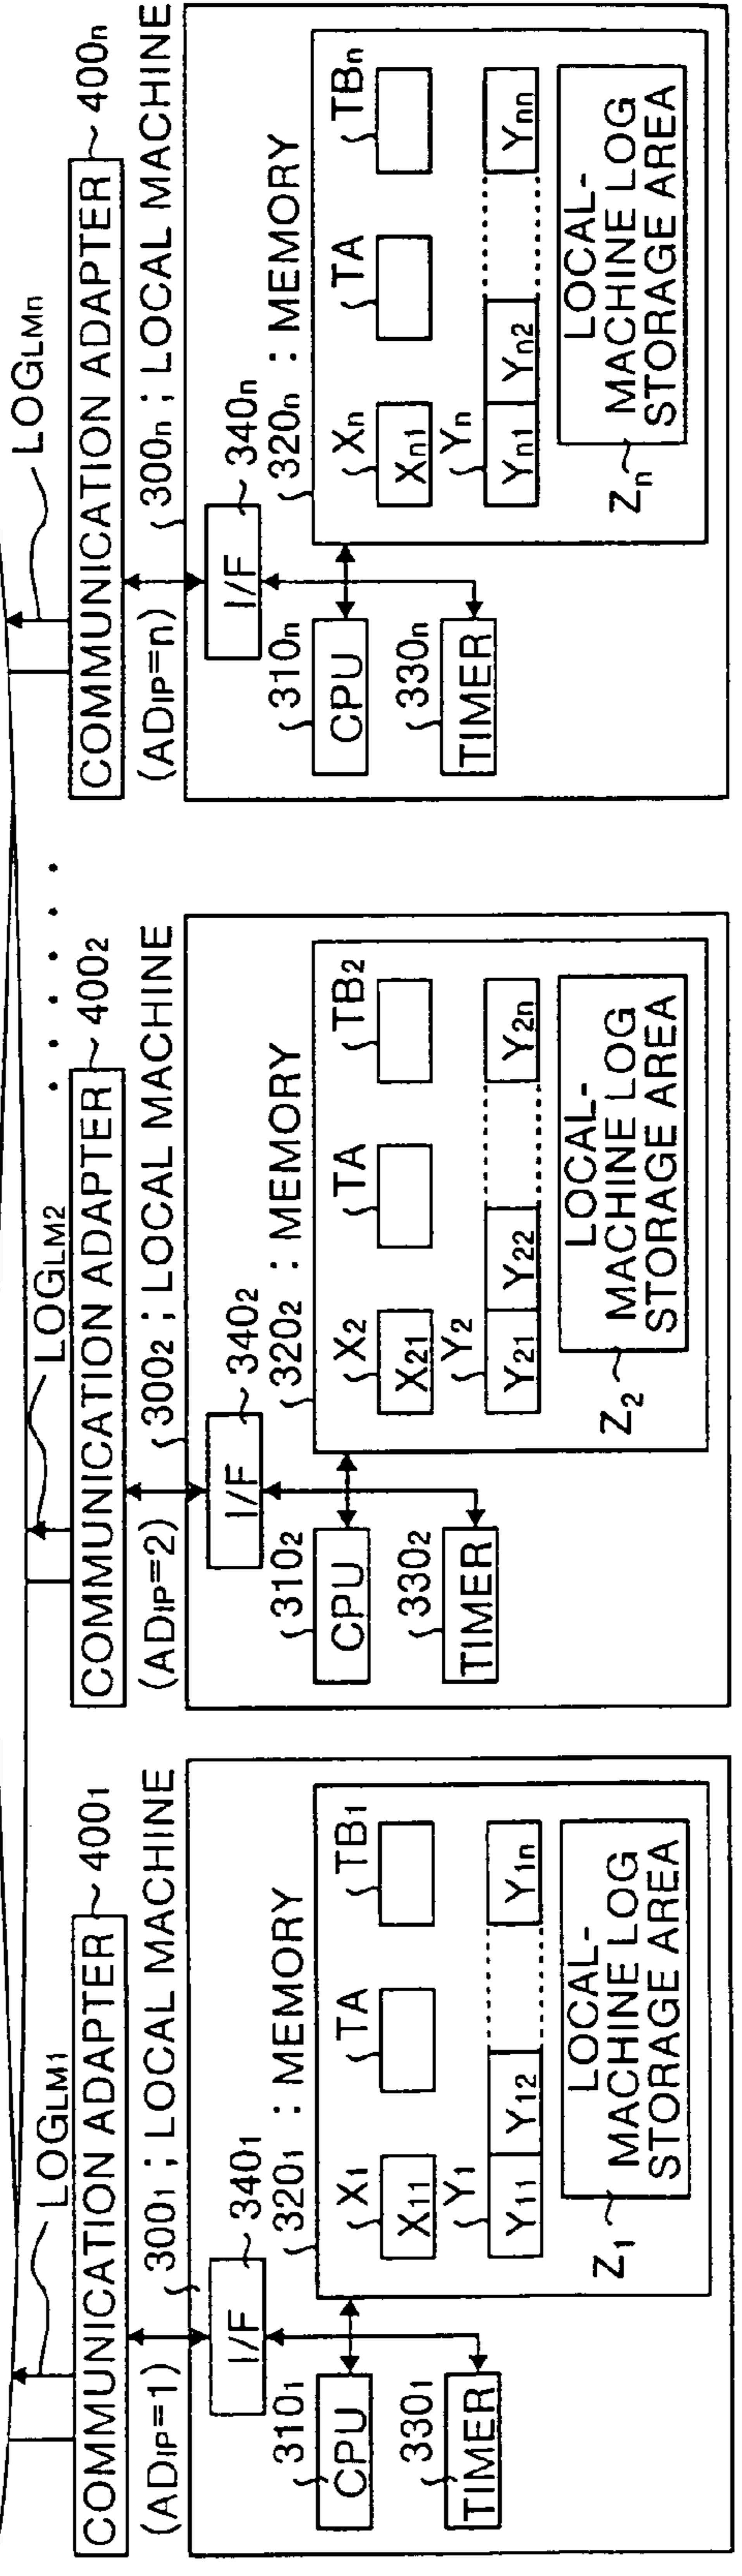 LOGLM1
COMMUNICATION ADAPTER 400₁
(ADIP=1) 300₁ ; LOCAL MACHINE
I/F 340₁
310₁ 320₁ : MEMORY
CPU
X₁ TA TB₁
X₁₁
330₁ Y₁
TIMER
Y₁₁ Y₁₂ Y₁ₙ
Z₁
LOCAL-
MACHINE LOG
STORAGE AREA
LOGLM2
COMMUNICATION ADAPTER 400₂
(ADIP=2) 300₂ ; LOCAL MACHINE
I/F 340₂
310₂ 320₂ : MEMORY
CPU
X₂ TA TB₂
X₂₁
330₂ Y₂
TIMER
Y₂₁ Y₂₂ Y₂ₙ
Z₂
LOCAL-
MACHINE LOG
STORAGE AREA
LOGLMn
COMMUNICATION ADAPTER 400ₙ
(ADIP=n) 300ₙ ; LOCAL MACHINE
I/F 340ₙ
310ₙ 320ₙ : MEMORY
CPU
Xₙ TA TBₙ
Xₙ₁
330ₙ Yₙ
TIMER
Yₙ₁ Yₙ₂ Yₙₙ
Zₙ
LOCAL-
MACHINE LOG
STORAGE AREA